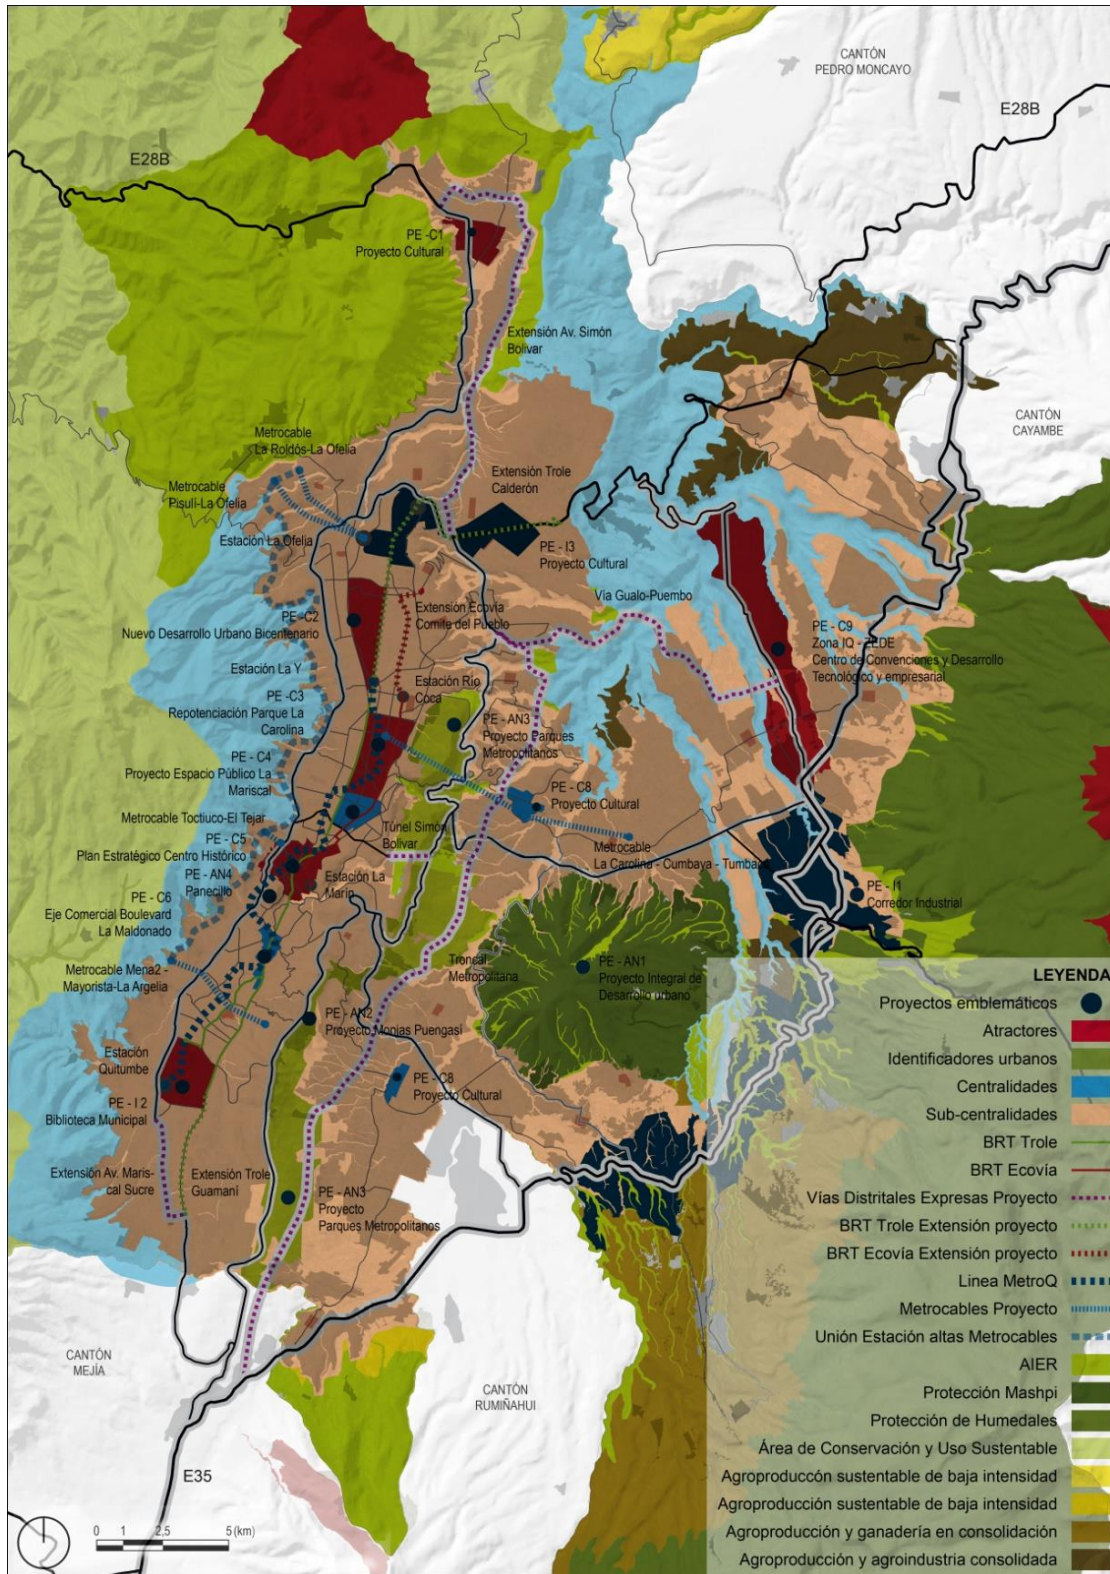 CANTÓN
PEDRO MONCAYO
E28B
E28B
PE -C1
Proyecto Cultural
Extensión Av. Simón
Bolivar
CANTÓN
CAYAMBE
Metrocable
La Roldós-La Ofelia
Metrocable
Pisulí-La Ofelia
Extensión Trole
Calderón
Estación La Ofelia
PE - I3
Proyecto Cultural
Vía Gualo-Puembo
Extensión Ecovía
Comite del Pueblo
PE -C2
Nuevo Desarrollo Urbano Bicentenario
PE - C9
Zona IQ - ZEDE
Centro de Convenciones y Desarrollo
Tecnológico y empresarial
Estación La Y
Estación Río
Coca
PE -C3
Repotenciación Parque La
Carolina
PE - AN3
Proyecto Parques
Metropolitanos
PE - C4
Proyecto Espacio Público La
Mariscal
PE - C8
Proyecto Cultural
Metrocable Toctiuco-El Tejar
Túnel Simón
Bolivar
PE - C5
Plan Estratégico Centro Histórico
Metrocable
La Carolina - Cumbaya - Tumbaco
PE - AN4
Panecillo
Estación La
Marín
PE - I1
Corredor Industrial
PE - C6
Eje Comercial Boulevard
La Maldonado
Troncal
Metropolitana
PE - AN1
Proyecto Integral de
Desarrollo urbano
Metrocable Mena2 -
Mayorista-La Argelia
PE - AN2
Proyecto Monjas Puengasí
Estación
Quitumbe
PE - C8
Proyecto Cultural
PE - I 2
Biblioteca Municipal
Extensión Av. Maris-
cal Sucre
Extensión Trole
Guamaní
PE - AN3
Proyecto
Parques Metropolitanos
CANTÓN
MEJÍA
CANTÓN
RUMIÑAHUI
E35
0 1 2,5 5 (km)
LEYENDA
Proyectos emblemáticos
Atractores
Identificadores urbanos
Centralidades
Sub-centralidades
BRT Trole
BRT Ecovía
Vías Distritales Expresas Proyecto
BRT Trole Extensión proyecto
BRT Ecovía Extensión proyecto
Linea MetroQ
Metrocables Proyecto
Unión Estación altas Metrocables
AIER
Protección Mashpi
Protección de Humedales
Área de Conservación y Uso Sustentable
Agroproduccón sustentable de baja intensidad
Agroproducción sustentable de baja intensidad
Agroproducción y ganadería en consolidación
Agroproducción y agroindustria consolidada